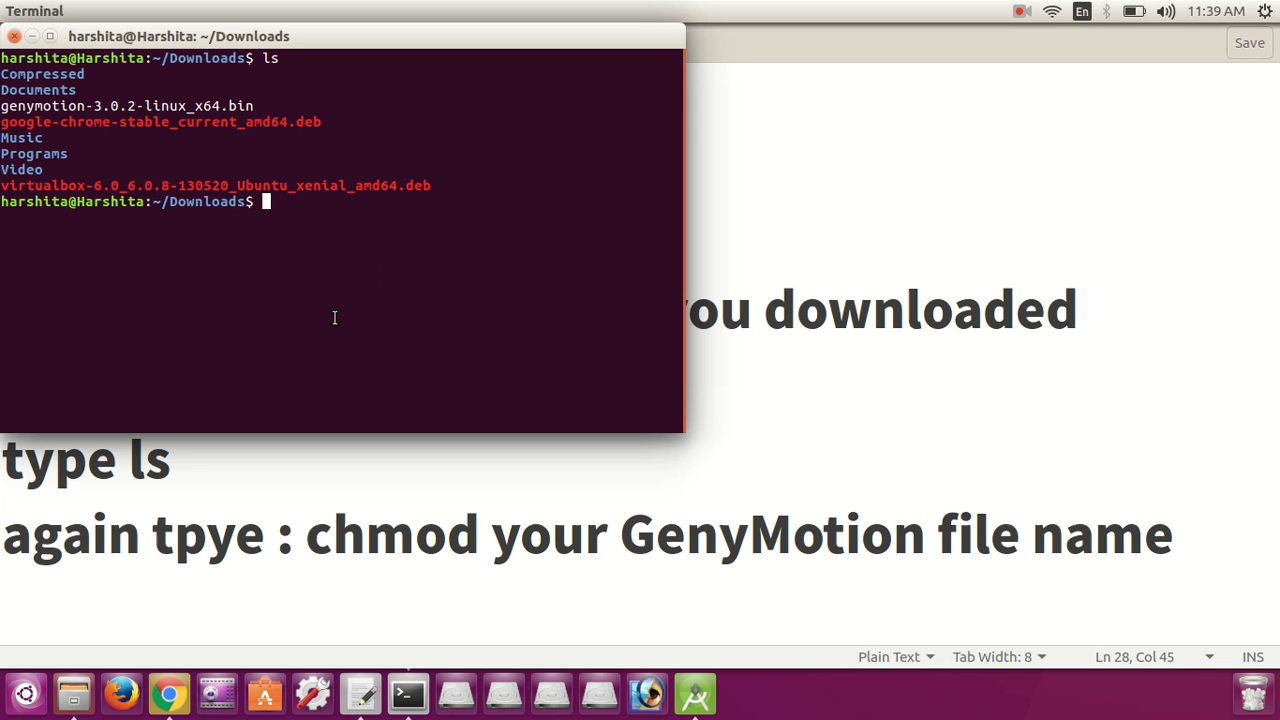 Terminal
En
11:39 AM
harshita@Harshita: ~/Downloads
Save
harshita@Harshita:~/Downloads$ ls
Compressed
Documents
genymotion-3.0.2-linux_x64.bin
google-chrome-stable_current_amd64.deb
Music
Programs
Video
virtualbox-6.0_6.0.8-130520_Ubuntu_xenial_amd64.deb
harshita@Harshita:~/Downloads$
you downloaded
type ls
again tpye : chmod your GenyMotion file name
Plain Text
Tab Width: 8
Ln 28, Col 45
INS